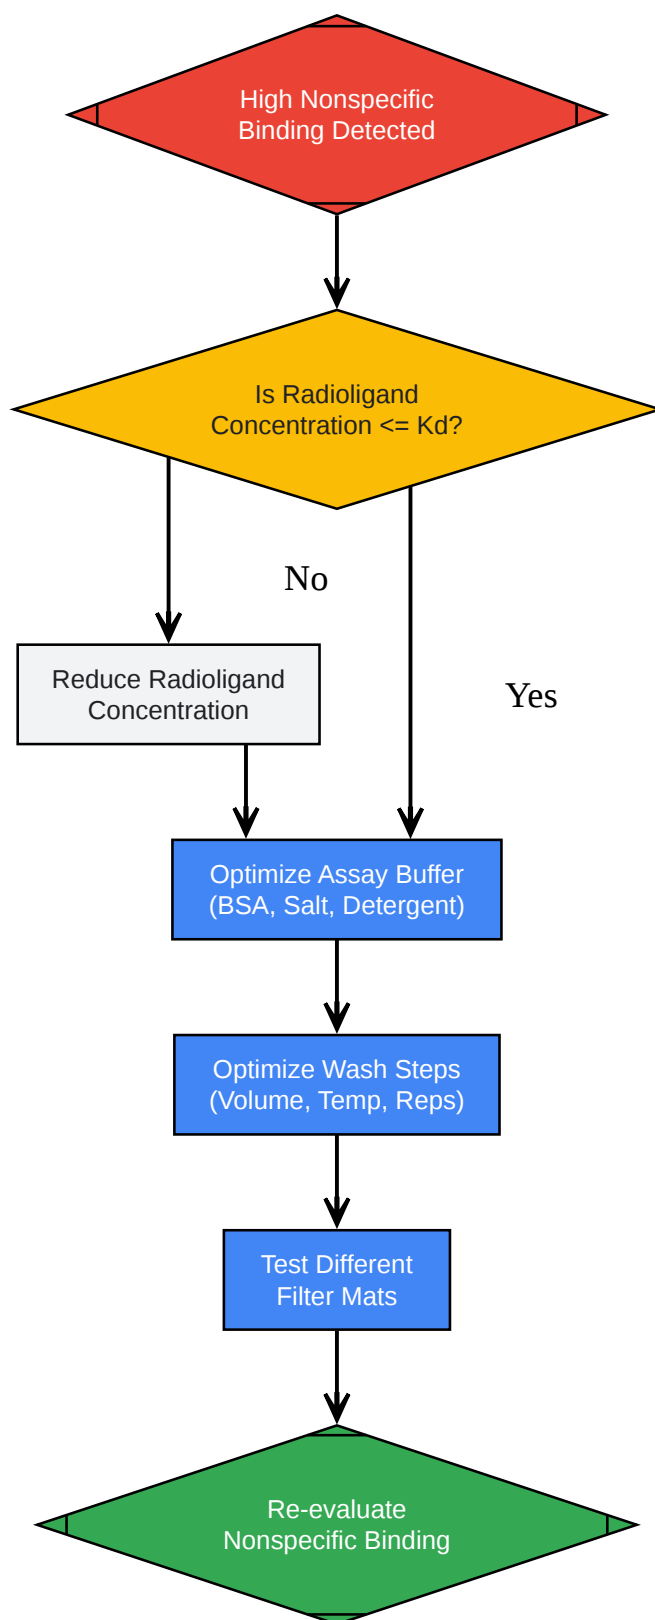 High Nonspecific
Binding Detected
Is Radioligand
Concentration <= Kd?
No
Reduce Radioligand
Concentration
Yes
Optimize Assay Buffer
(BSA, Salt, Detergent)
Optimize Wash Steps
(Volume, Temp, Reps)
Test Different
Filter Mats
Re-evaluate
Nonspecific Binding